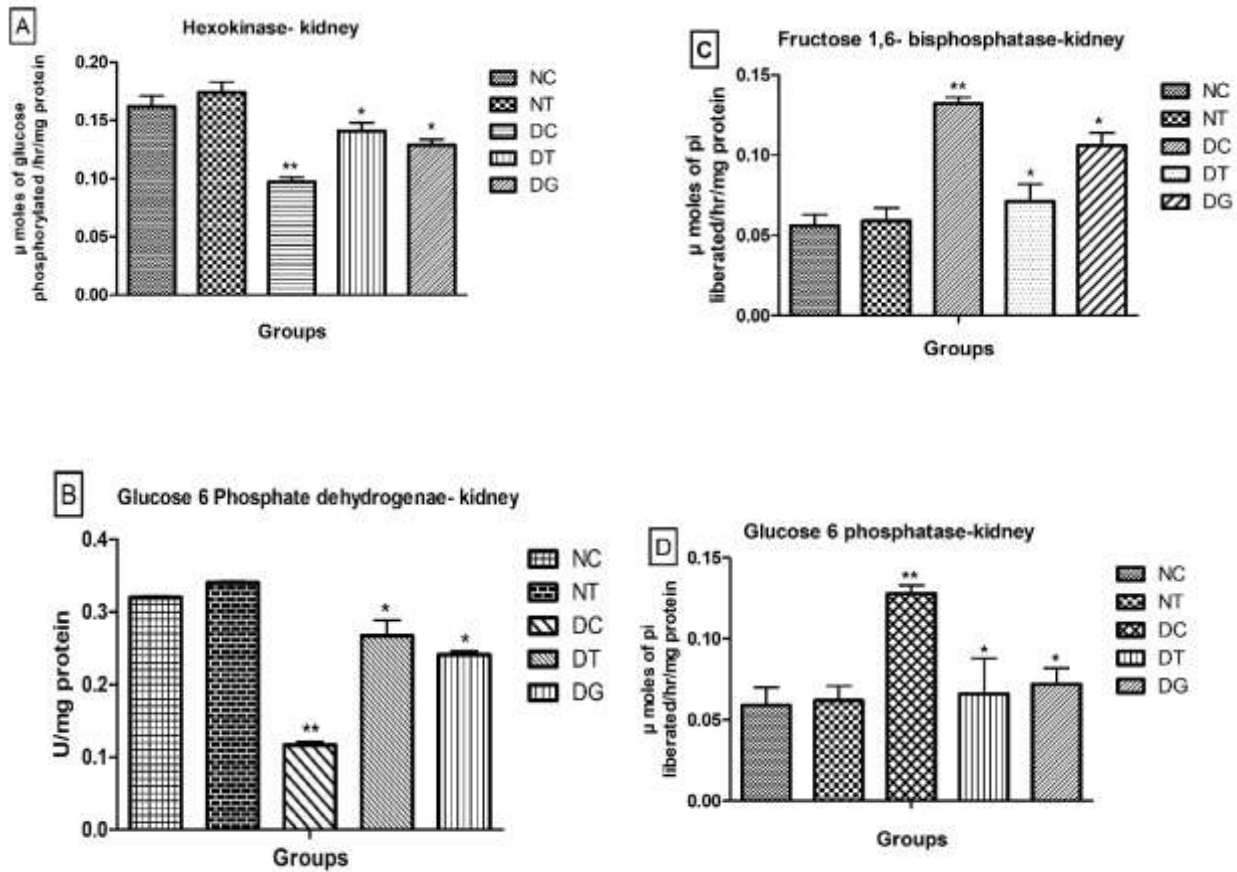 A
Hexokinase- kidney
μ moles of glucose
phosphorylated /hr/mg protein
0.20
0.15
0.10
0.05
0.00
**
*
*
Groups
NC
NT
DC
DT
DG
C
Fructose 1,6- bisphosphatase-kidney
μ moles of pi
liberated/hr/mg protein
0.15
0.10
0.05
0.00
**
*
*
Groups
NC
NT
DC
DT
DG
B
Glucose 6 Phosphate dehydrogenae- kidney
U/mg protein
0.4
0.3
0.2
0.1
0.0
**
*
*
Groups
NC
NT
DC
DT
DG
D
Glucose 6 phosphatase-kidney
μ moles of pi
liberated/hr/mg protein
0.15
0.10
0.05
0.00
**
*
*
Groups
NC
NT
DC
DT
DG